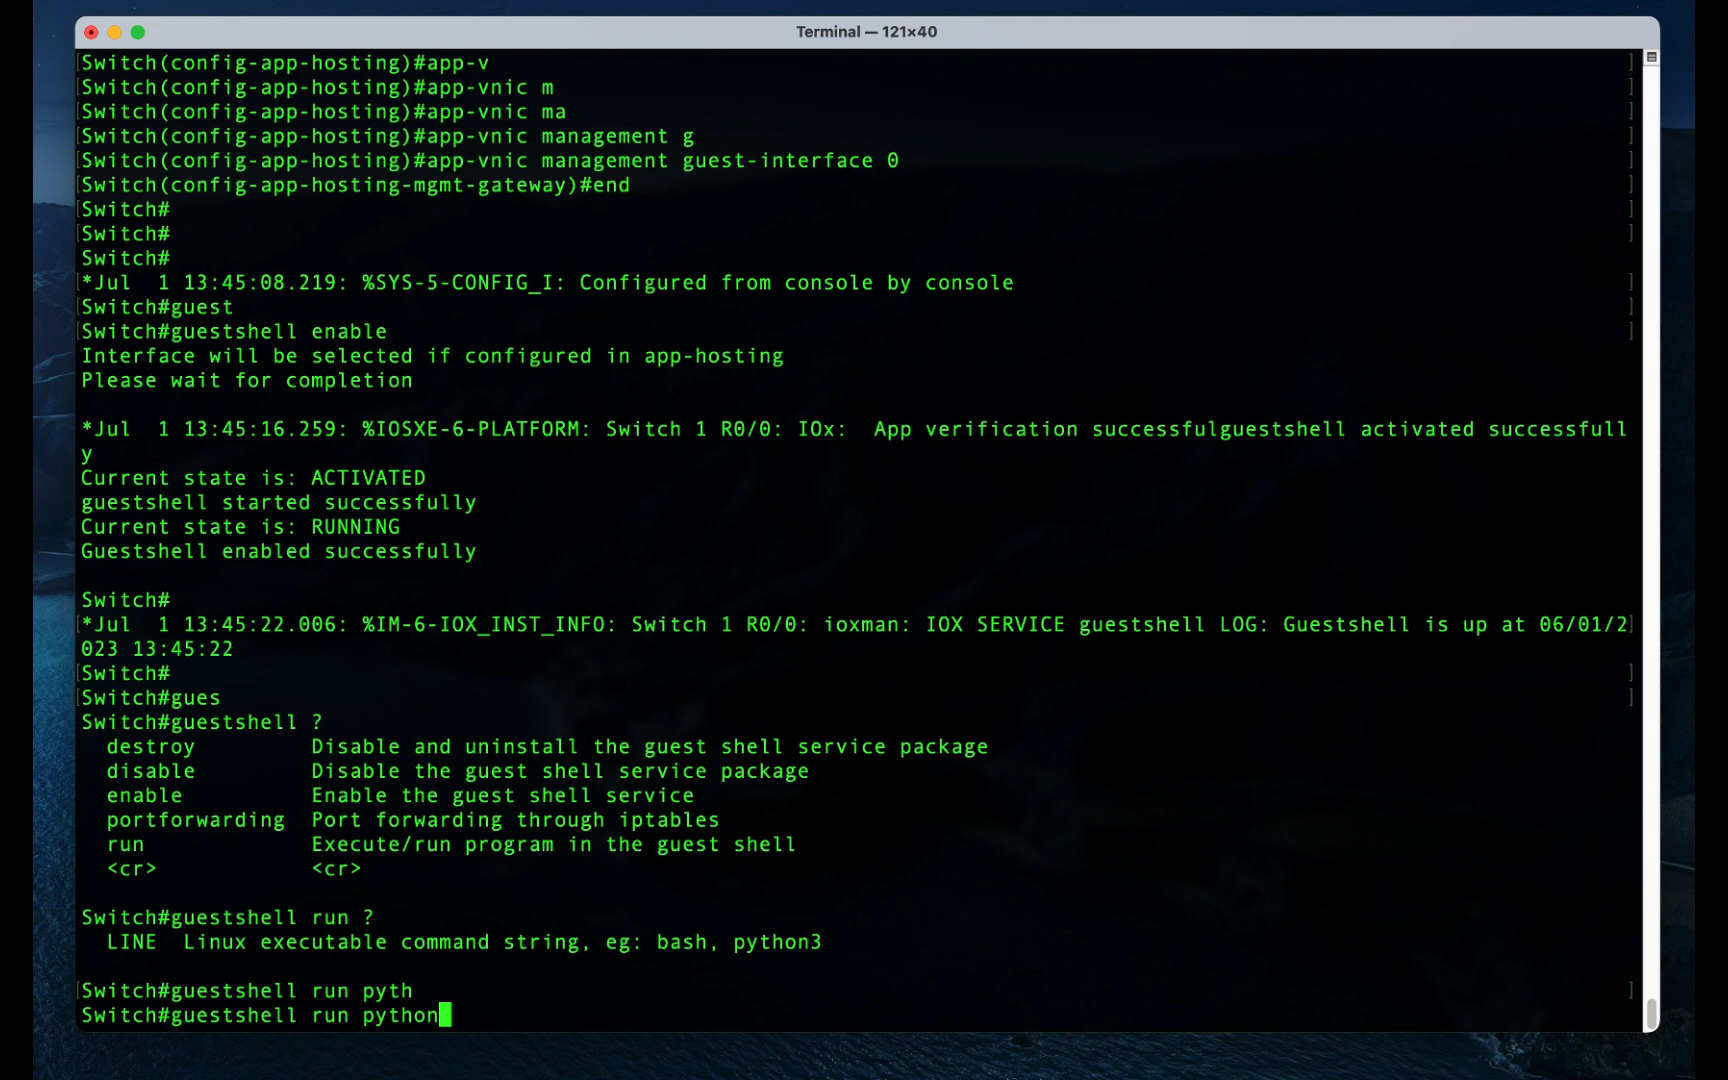 Terminal — 121×40
Switch(config-app-hosting)#app-v
Switch(config-app-hosting)#app-vnic m
Switch(config-app-hosting)#app-vnic ma
Switch(config-app-hosting)#app-vnic management g
Switch(config-app-hosting)#app-vnic management guest-interface 0
Switch(config-app-hosting-mgmt-gateway)#end
Switch#
Switch#
Switch#
*Jul  1 13:45:08.219: %SYS-5-CONFIG_I: Configured from console by console
Switch#guest
Switch#guestshell enable
Interface will be selected if configured in app-hosting
Please wait for completion
*Jul  1 13:45:16.259: %IOSXE-6-PLATFORM: Switch 1 R0/0: IOx:  App verification successfulguestshell activated successfull
y
Current state is: ACTIVATED
guestshell started successfully
Current state is: RUNNING
Guestshell enabled successfully
Switch#
*Jul  1 13:45:22.006: %IM-6-IOX_INST_INFO: Switch 1 R0/0: ioxman: IOX SERVICE guestshell LOG: Guestshell is up at 06/01/2
023 13:45:22
Switch#
Switch#gues
Switch#guestshell ?
  destroy         Disable and uninstall the guest shell service package
  disable         Disable the guest shell service package
  enable          Enable the guest shell service
  portforwarding  Port forwarding through iptables
  run             Execute/run program in the guest shell
  <cr>            <cr>
Switch#guestshell run ?
  LINE  Linux executable command string, eg: bash, python3
Switch#guestshell run pyth
Switch#guestshell run python